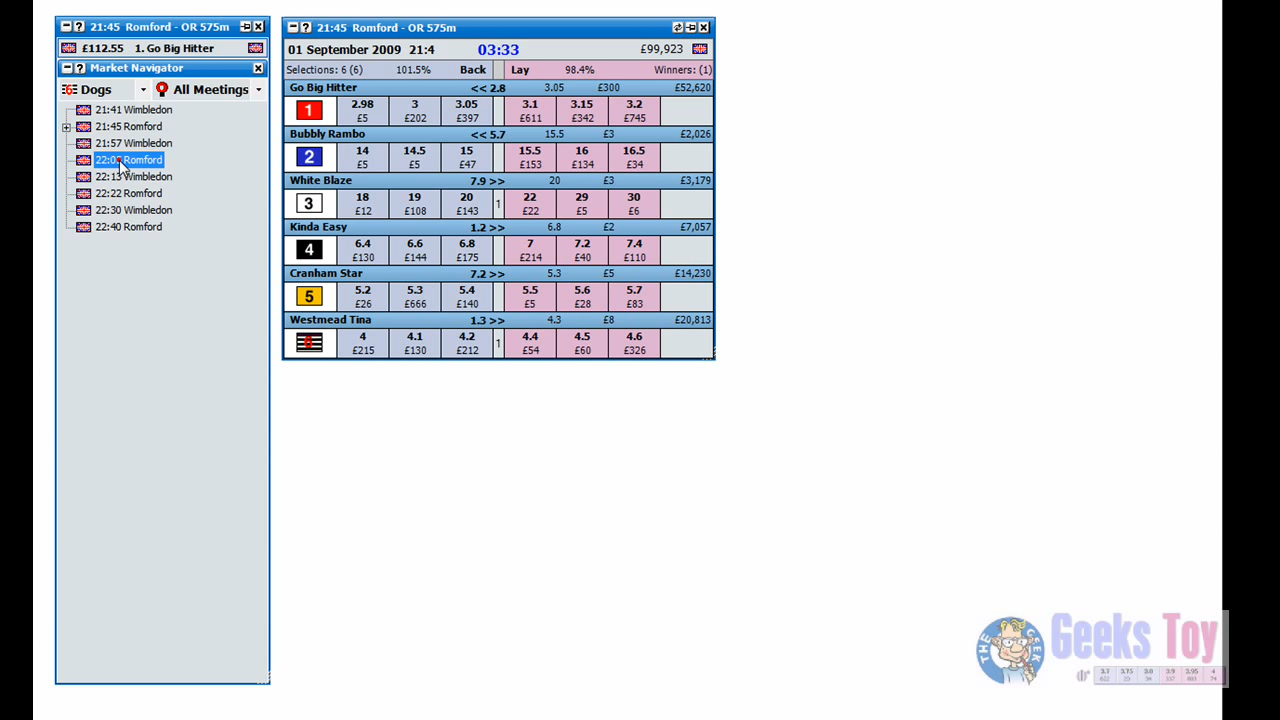 21:45 Romford - OR 575m
£112.55 1. Go Big Hitter
Market Navigator
Dogs All Meetings
21:41 Wimbledon
21:45 Romford
21:57 Wimbledon
Romford
22:13 Wimbledon
22:22 Romford
22:30 Wimbledon
22:40 Romford
21:45 Romford - OR 575m
01 September 2009 21:4 03:33 £99,923
Selections: 6 (6) 101.5% Back Lay 98.4% Winners: (1)
Go Big Hitter << 2.8 3.05 £300 £52,620
1 2.98 3 3.05 3.1 3.15 3.2
£5 £202 £397 £611 £342 £745
Bubbly Rambo << 5.7 15.5 £3 £2,026
2 14 14.5 15 15.5 16 16.5
£5 £5 £47 £153 £134 £34
White Blaze 7.9 >> 20 £3 £3,179
3 18 19 20 1 22 29 30
£12 £108 £143 £22 £5 £6
Kinda Easy 1.2 >> 6.8 £2 £7,057
4 6.4 6.6 6.8 7 7.2 7.4
£130 £144 £175 £214 £40 £110
Cranham Star 7.2 >> 5.3 £5 £14,230
5 5.2 5.3 5.4 5.5 5.6 5.7
£26 £666 £140 £5 £28 £83
Westmead Tina 1.3 >> 4.3 £8 £20,813
6 4 4.1 4.2 1 4.4 4.5 4.6
£215 £130 £212 £54 £60 £326
THE GEEK
Geeks Toy